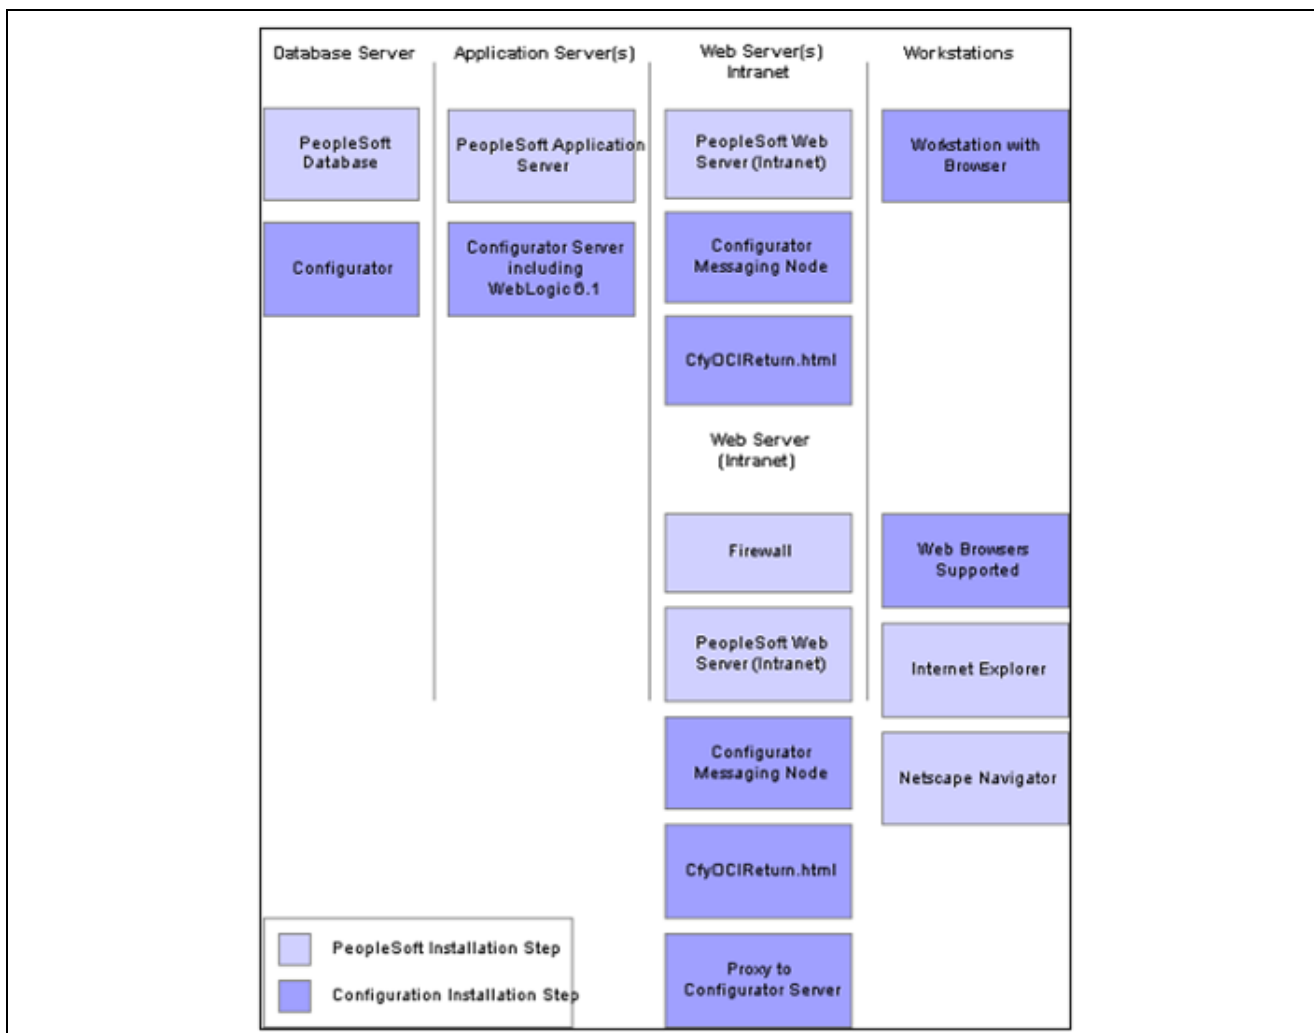 Database Server
Application Server(s)
Web Server(s)
Intranet
Workstations
PeopleSoft
Database
PeopleSoft Application
Server
PeopleSoft Web
Server (Intranet)
Workstation with
Browser
Configurator
Configurator Server
including
WebLogic 6.1
Configurator
Messaging Node
CfyOCIReturn.html
Web Server
(Intranet)
Firewall
Web Browsers
Supported
PeopleSoft Web
Server (Intranet)
Internet Explorer
Configurator
Messaging Node
Netscape Navigator
CfyOCIReturn.html
Proxy to
Configurator Server
PeopleSoft Installation Step
Configuration Installation Step